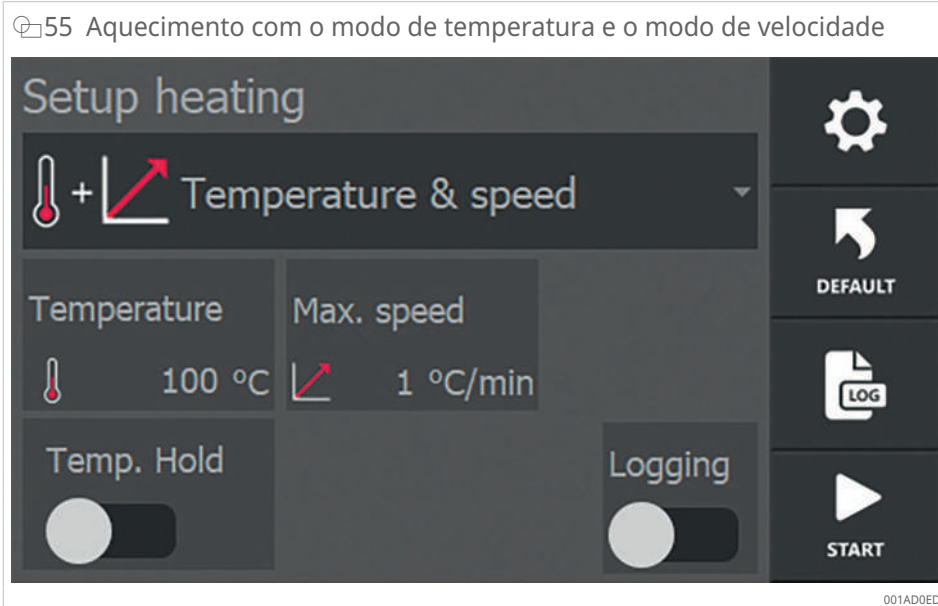 55 Aquecimento com o modo de temperatura e o modo de velocidade
Setup heating
+ Temperature & speed
Temperature
100 °C
Max. speed
1 °C/min
Temp. Hold
Logging
DEFAULT
LOG
START
001AD0ED